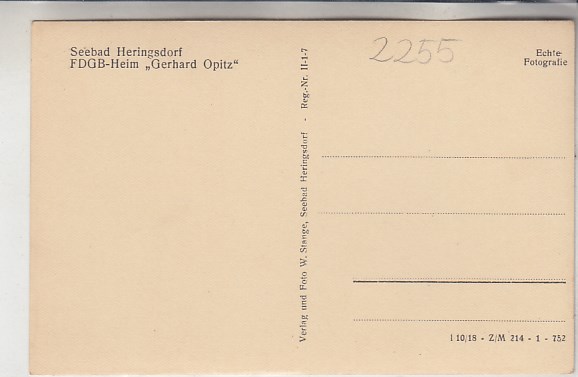 Seebad Heringsdorf
FDGB-Heim „Gerhard Opitz“
2255
Echte
Fotografie
Verlag und Foto W. Stange, Seebad Heringsdorf - Reg.-Nr. II-1-7
I 10/18 - Z/M 214 - 1 - 752